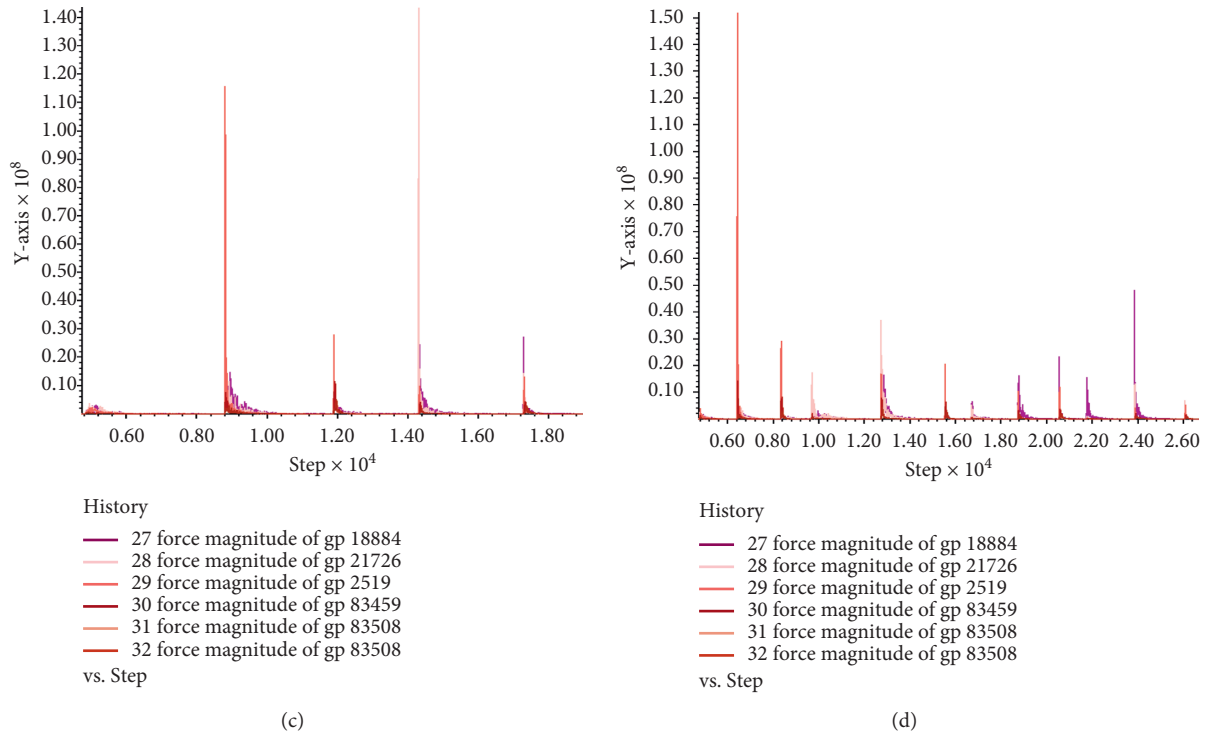 1.40
1.30
1.20
1.10
1.00
0.90
0.80
0.70
0.60
0.50
0.40
0.30
0.20
0.10
Y-axis × 10⁸
0.60 0.80 1.00 1.20 1.40 1.60 1.80
Step × 10⁴
History
27 force magnitude of gp 18884
28 force magnitude of gp 21726
29 force magnitude of gp 2519
30 force magnitude of gp 83459
31 force magnitude of gp 83508
32 force magnitude of gp 83508
vs. Step
(c)
1.50
1.40
1.30
1.20
1.10
1.00
0.90
0.80
0.70
0.60
0.50
0.40
0.30
0.20
0.10
Y-axis × 10⁸
0.60 0.80 1.00 1.20 1.40 1.60 1.80 2.00 2.20 2.40 2.60
Step × 10⁴
History
27 force magnitude of gp 18884
28 force magnitude of gp 21726
29 force magnitude of gp 2519
30 force magnitude of gp 83459
31 force magnitude of gp 83508
32 force magnitude of gp 83508
vs. Step
(d)